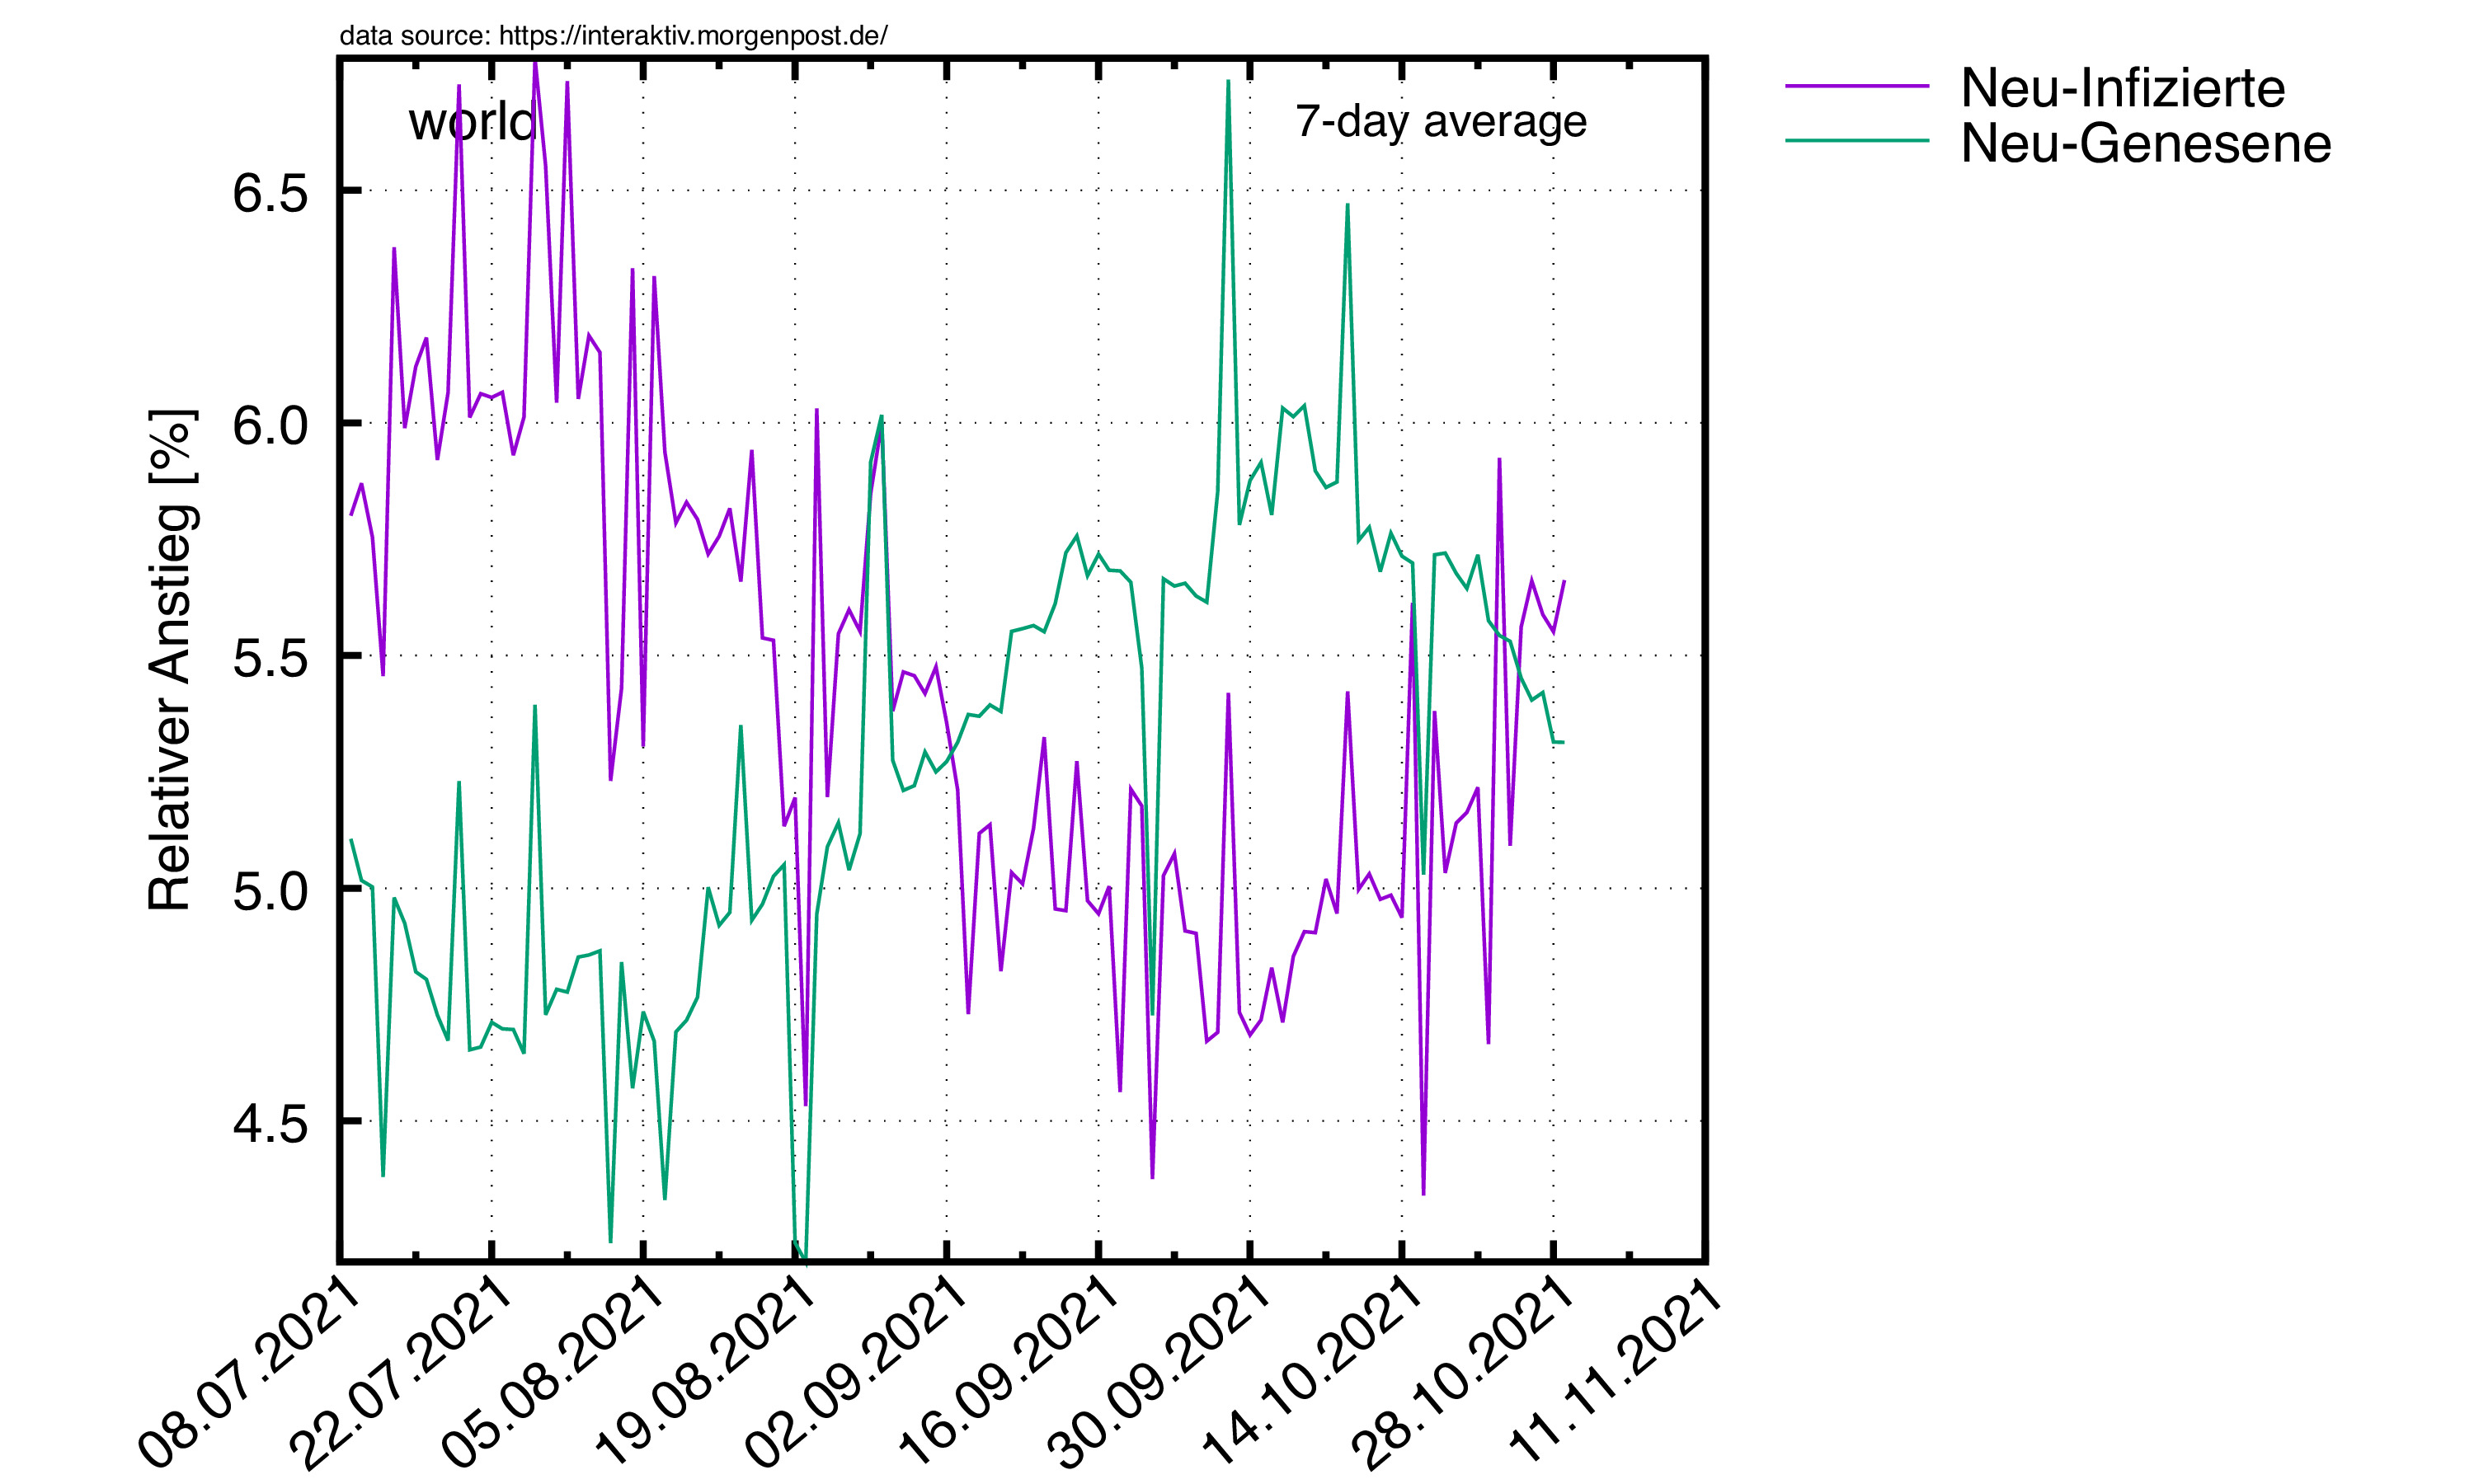 data source: https://interaktiv.morgenpost.de/
world
7-day average
Neu-Infizierte
Neu-Genesene
Relativer Anstieg [%]
6.5
6.0
5.5
5.0
4.5
08.07.2021
22.07.2021
05.08.2021
19.08.2021
02.09.2021
16.09.2021
30.09.2021
14.10.2021
28.10.2021
11.11.2021